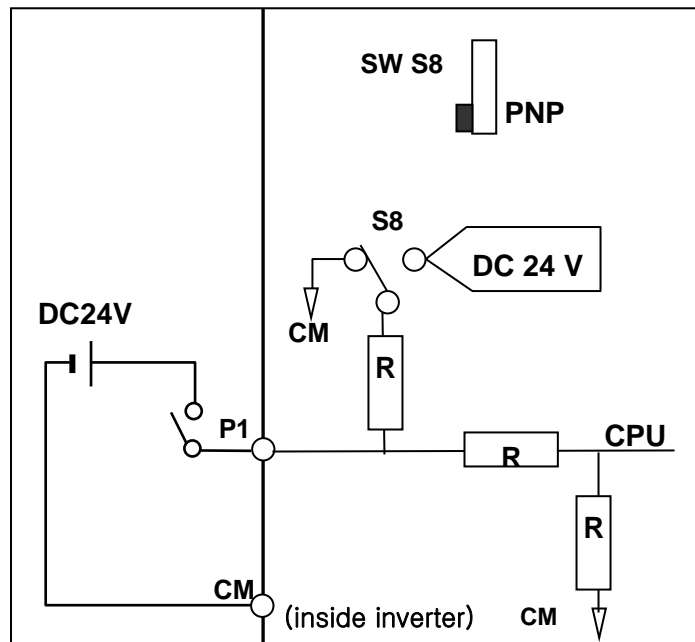 SW S8
PNP
S8
DC 24 V
DC24V
CM
R
P1
R
CPU
R
CM
(inside inverter)
CM